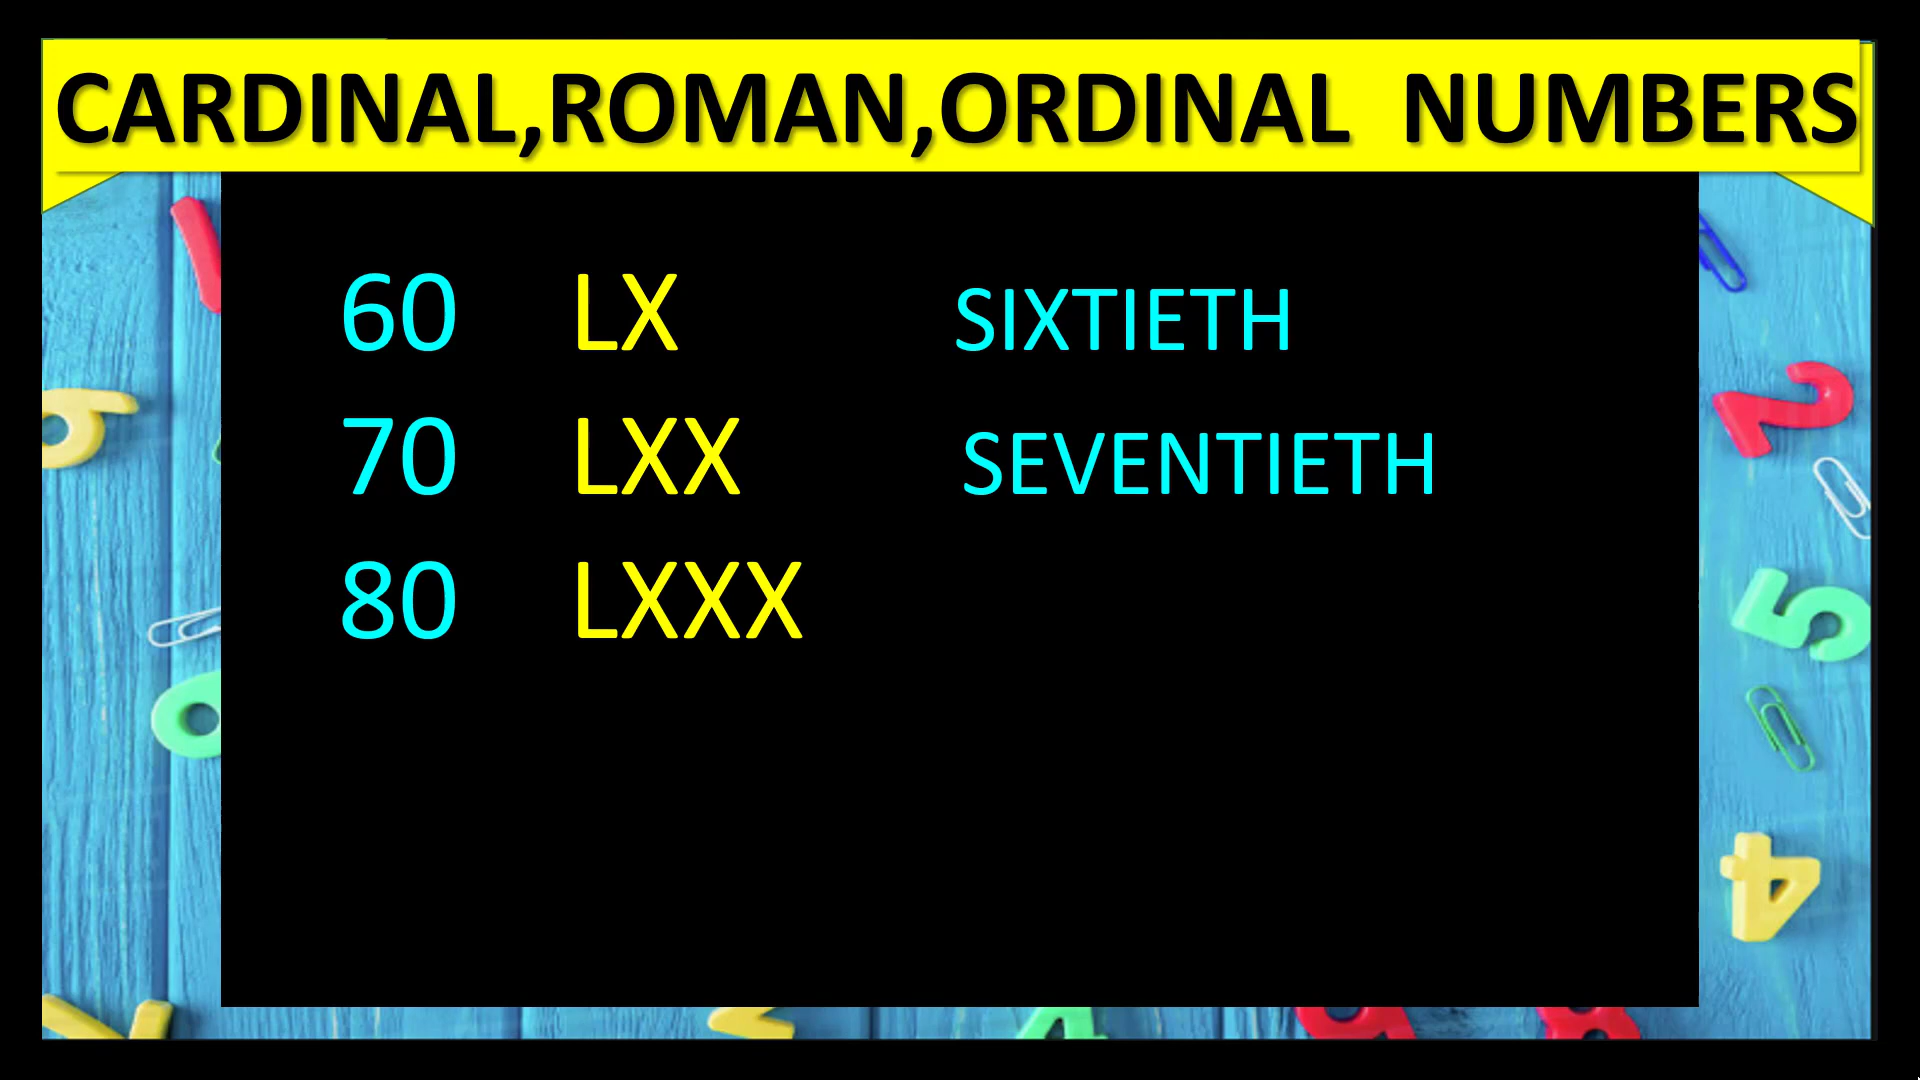 CARDINAL,ROMAN,ORDINAL NUMBERS
60 LX SIXTIETH
70 LXX SEVENTIETH
80 LXXX